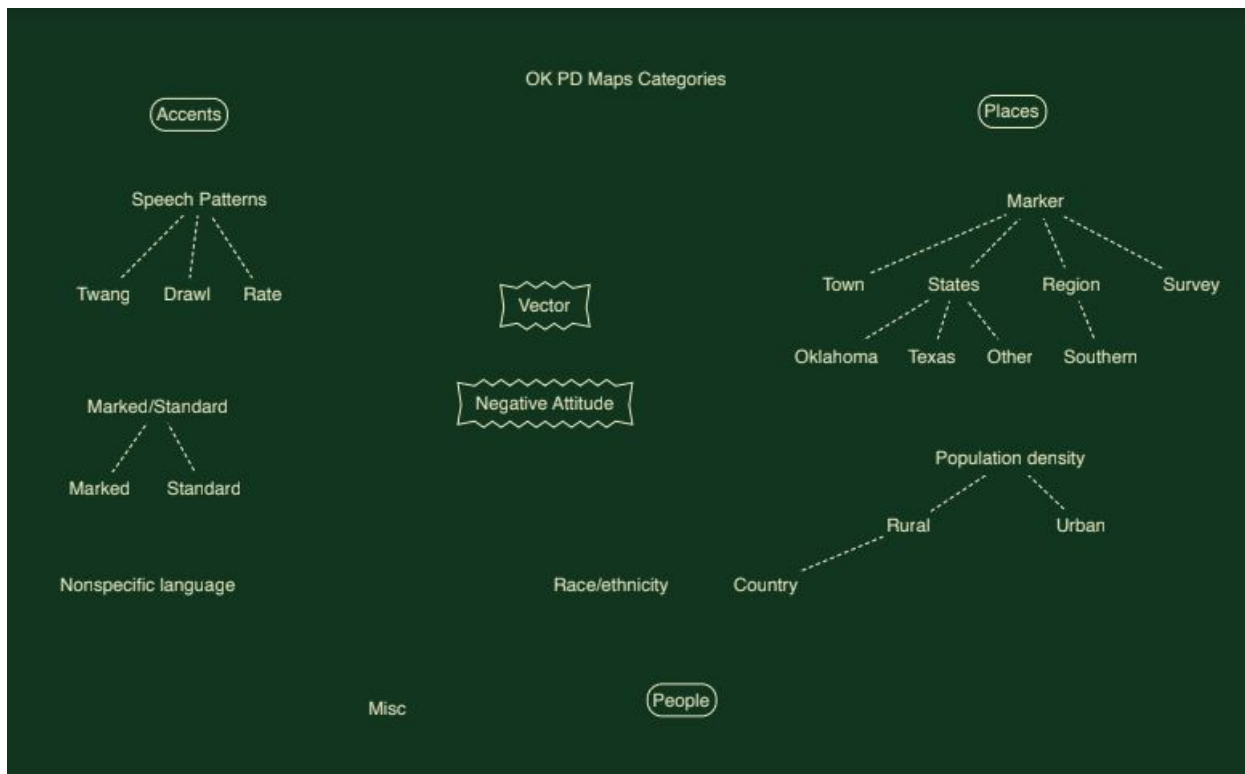 OK PD Maps Categories
Accents
Places
Speech Patterns
Marker
Twang Drawl Rate
Town States Region Survey
Vector
Oklahoma Texas Other Southern
Negative Attitude
Marked/Standard
Population density
Marked Standard
Rural Urban
Nonspecific language
Race/ethnicity
Country
People
Misc